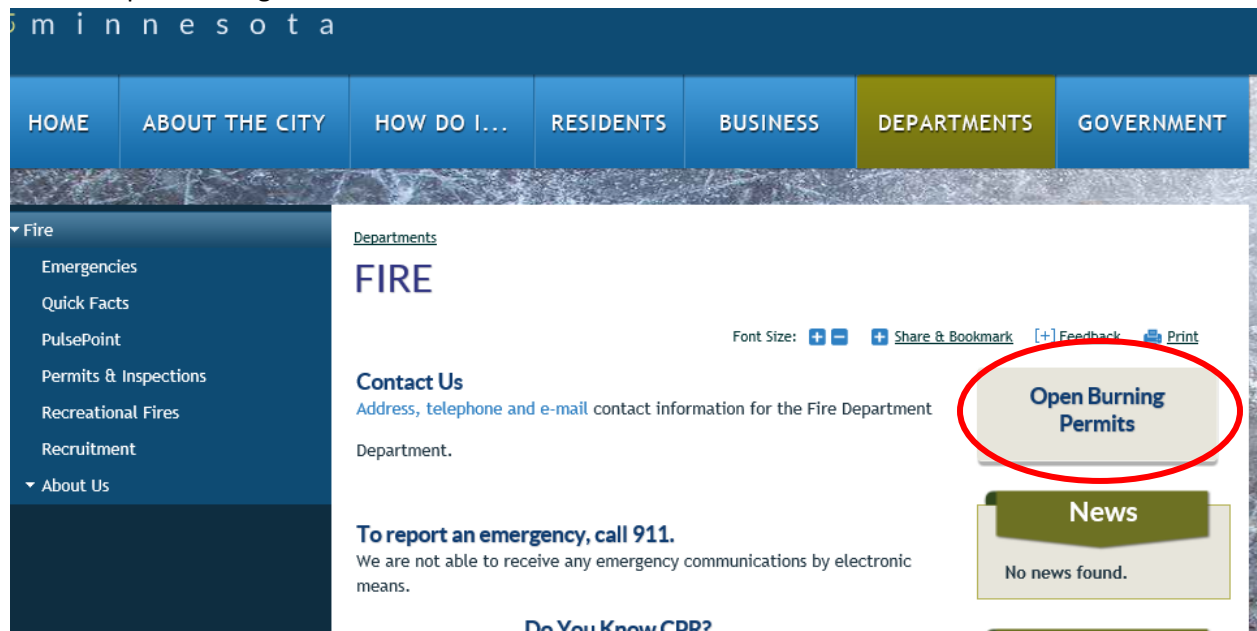 minnesota
HOME ABOUT THE CITY HOW DO I... RESIDENTS BUSINESS DEPARTMENTS GOVERNMENT
Fire
Emergencies
Quick Facts
PulsePoint
Permits & Inspections
Recreational Fires
Recruitment
About Us
Departments
FIRE
Font Size: Share & Bookmark [+] Feedback Print
Contact Us
Address, telephone and e-mail contact information for the Fire Department
Department.
To report an emergency, call 911.
We are not able to receive any emergency communications by electronic
means.
Do You Know CPR?
Open Burning
Permits
News
No news found.